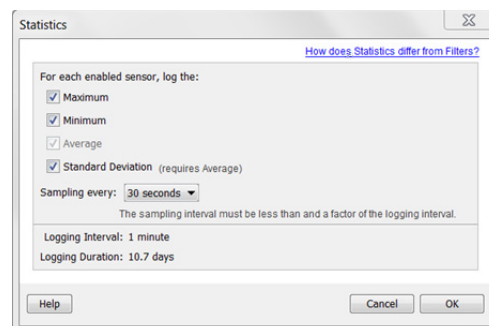 Statistics
How does Statistics differ from Filters?
For each enabled sensor, log the:
Maximum
Minimum
Average
Standard Deviation (requires Average)
Sampling every: 30 seconds
The sampling interval must be less than and a factor of the logging interval.
Logging Interval: 1 minute
Logging Duration: 10.7 days
Help Cancel OK